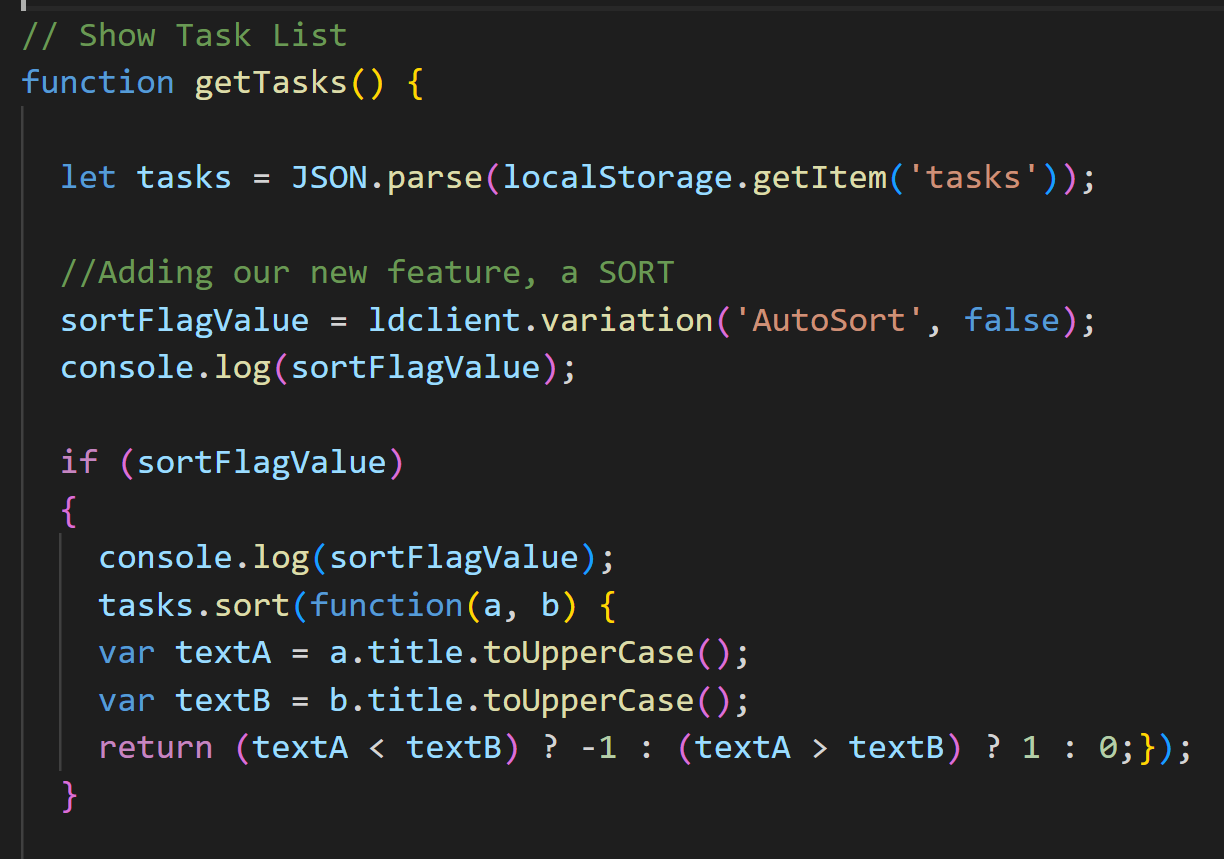 // Show Task List
function getTasks() {
let tasks = JSON.parse(localStorage.getItem('tasks'));
//Adding our new feature, a SORT
sortFlagValue = ldclient.variation('AutoSort', false);
console.log(sortFlagValue);
if (sortFlagValue)
{
console.log(sortFlagValue);
tasks.sort(function(a, b) {
var textA = a.title.toUpperCase();
var textB = b.title.toUpperCase();
return (textA < textB) ? -1 : (textA > textB) ? 1 : 0;});
}